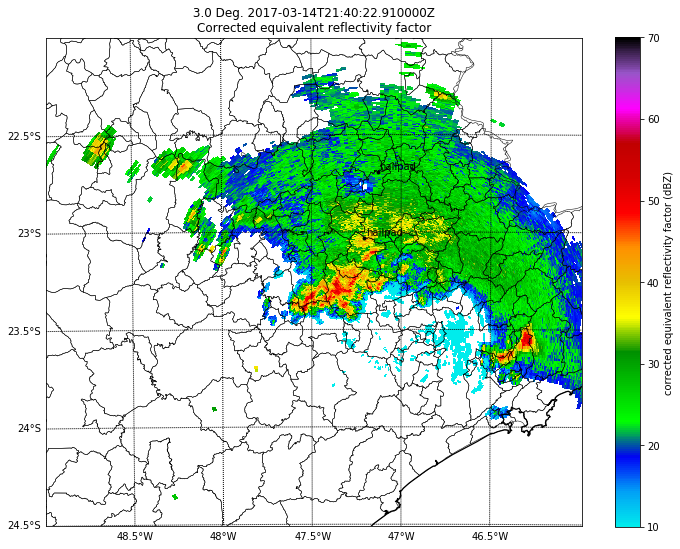 3.0 Deg. 2017-03-14T21:40:22.910000Z
Corrected equivalent reflectivity factor
22.5°S
23°S
23.5°S
24°S
24.5°S
48.5°W
48°W
47.5°W
47°W
46.5°W
hailpad
hailpad
70
60
50
40
30
20
10
corrected equivalent reflectivity factor (dBZ)